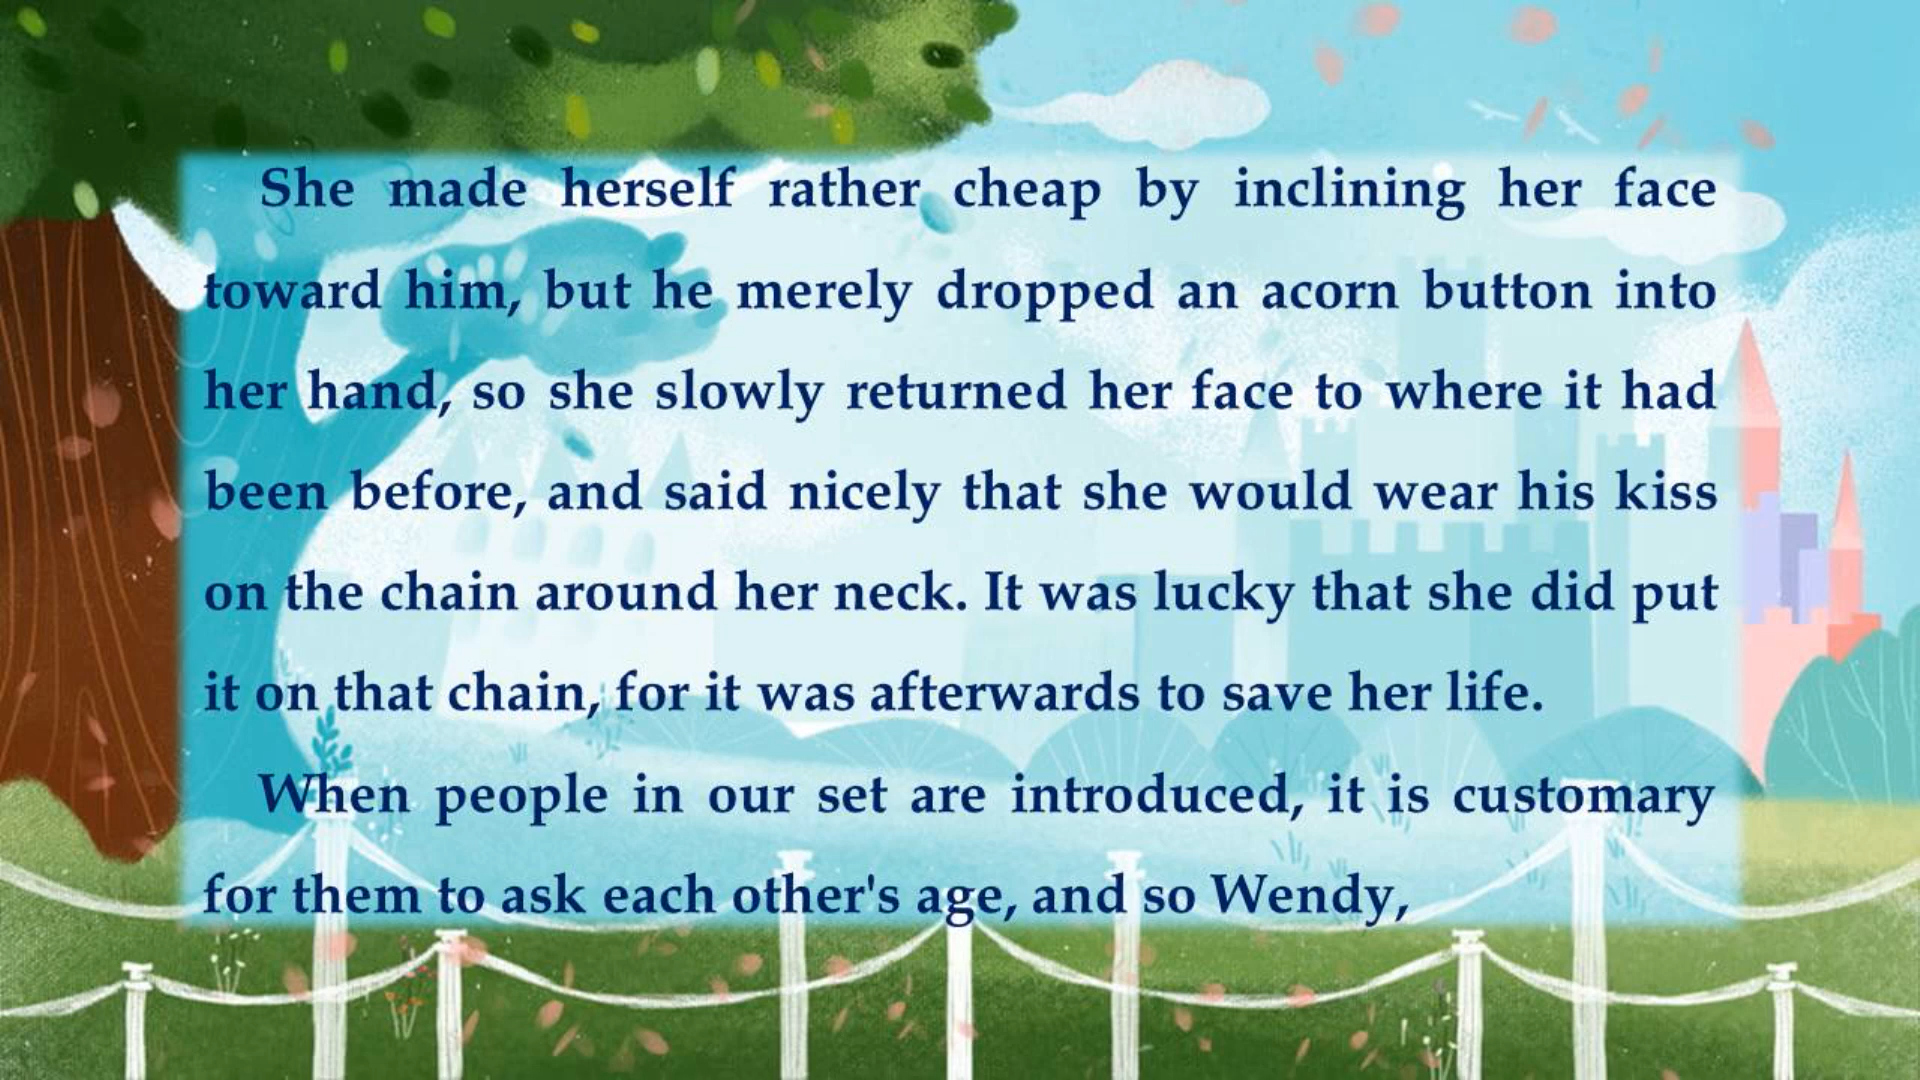 She made herself rather cheap by inclining her face
toward him, but he merely dropped an acorn button into
her hand, so she slowly returned her face to where it had
been before, and said nicely that she would wear his kiss
on the chain around her neck. It was lucky that she did put
it on that chain, for it was afterwards to save her life.
When people in our set are introduced, it is customary
for them to ask each other's age, and so Wendy,